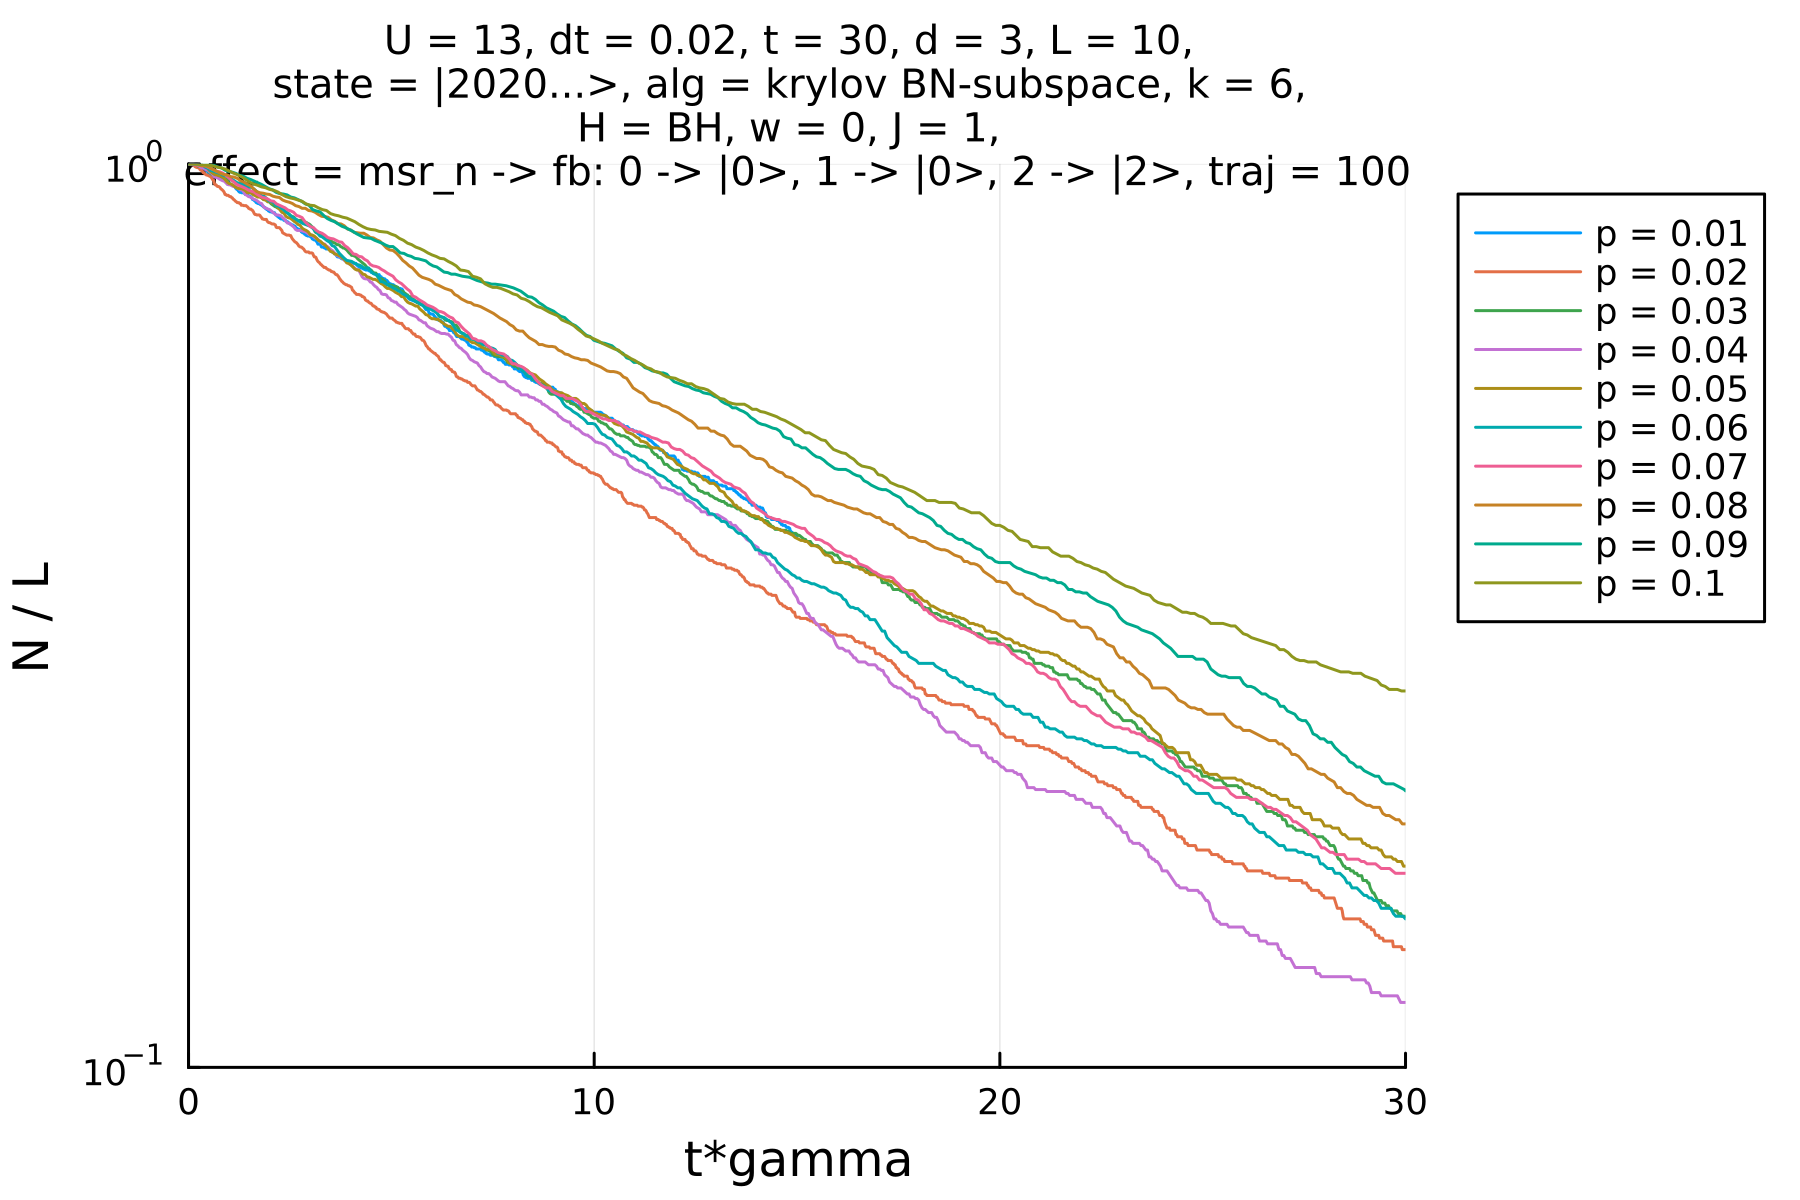 U = 13, dt = 0.02, t = 30, d = 3, L = 10,
state = |2020...>, alg = krylov BN-subspace, k = 6,
H = BH, w = 0, J = 1,
effect = msr_n -> fb: 0 -> |0>, 1 -> |0>, 2 -> |2>, traj = 100
10⁰
p = 0.01
p = 0.02
p = 0.03
p = 0.04
p = 0.05
p = 0.06
p = 0.07
p = 0.08
p = 0.09
p = 0.1
N / L
10⁻¹
0 10 20 30
t*gamma